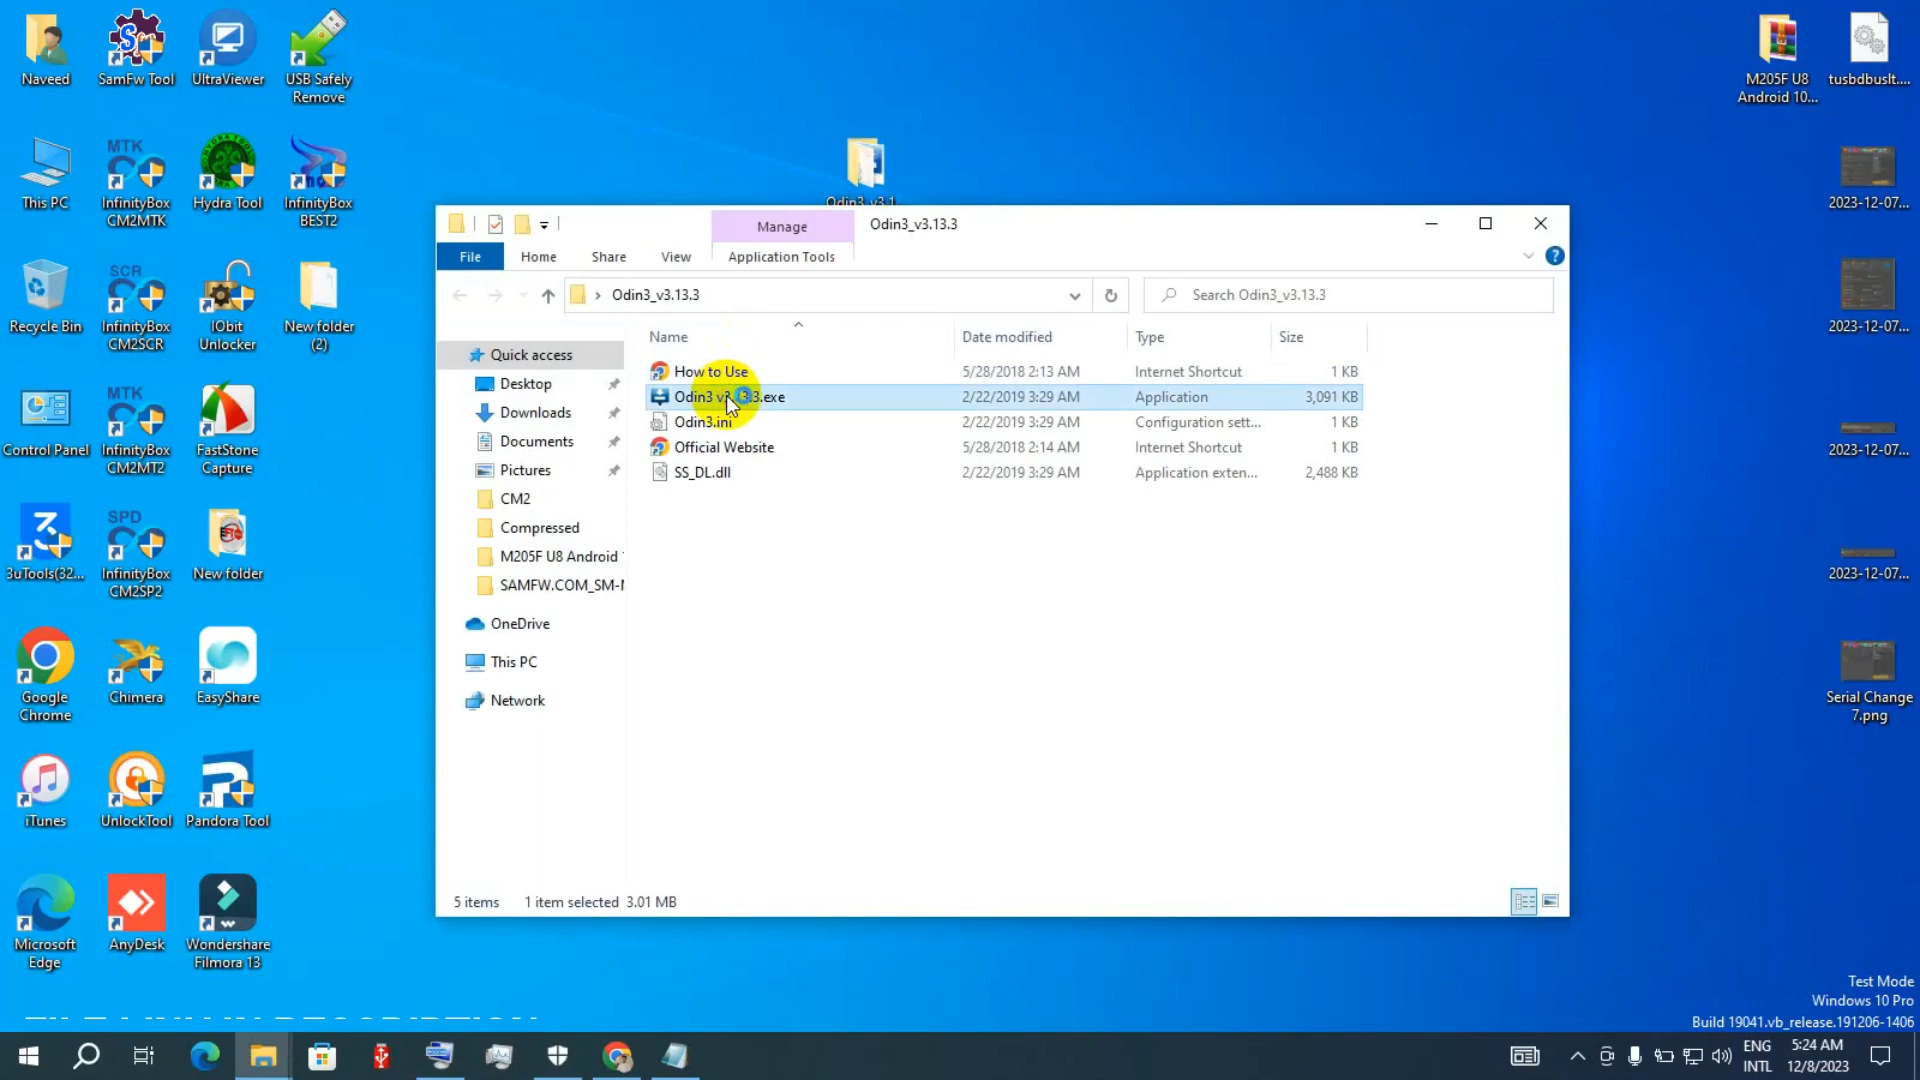 Naveed
SamFw Tool
UltraViewer
USB Safely
Remove
M205F U8
Android 10...
tusbdbuslt....
This PC
MTK
InfinityBox
CM2MTK
Hydra Tool
InfinityBox
BEST2
2023-12-07...
Recycle Bin
SCR
InfinityBox
CM2SCR
IObit
Unlocker
New folder
(2)
2023-12-07...
Control Panel
MTK
InfinityBox
CM2MT2
FastStone
Capture
2023-12-07...
3uTools(32...
SPD
InfinityBox
CM2SP2
New folder
2023-12-07...
Google
Chrome
Chimera
EasyShare
Serial Change
7.png
iTunes
UnlockTool
Pandora Tool
Microsoft
Edge
AnyDesk
Wondershare
Filmora 13
Manage
Odin3_v3.13.3
File
Home
Share
View
Application Tools
Odin3_v3.13.3
Search Odin3_v3.13.3
Name
Date modified
Type
Size
How to Use
5/28/2018 2:13 AM
Internet Shortcut
1 KB
Odin3 v3
3.exe
2/22/2019 3:29 AM
Application
3,091 KB
Odin3.ini
2/22/2019 3:29 AM
Configuration sett...
1 KB
Official Website
5/28/2018 2:14 AM
Internet Shortcut
1 KB
SS_DL.dll
2/22/2019 3:29 AM
Application exten...
2,488 KB
Quick access
Desktop
Downloads
Documents
Pictures
CM2
Compressed
M205F U8 Android
SAMFW.COM_SM-
OneDrive
This PC
Network
5 items
1 item selected 3.01 MB
Test Mode
Windows 10 Pro
Build 19041.vb_release.191206-1406
ENG
INTL
5:24 AM
12/8/2023